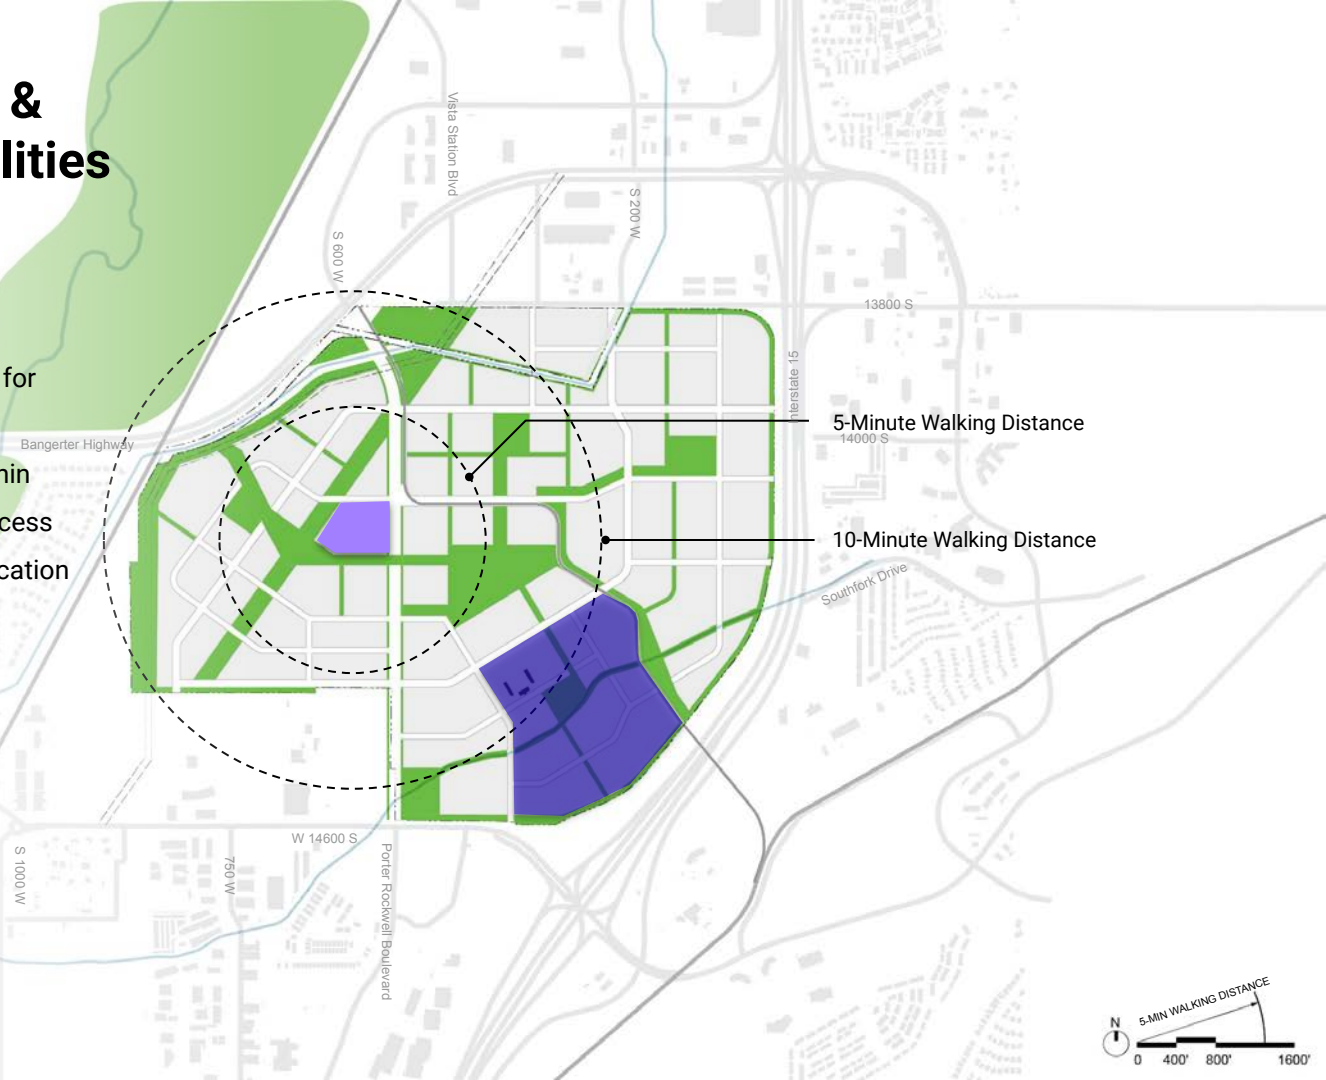 &
lities
for
nin
cess
cation
Vista Station Blvd
S 200 W
S 600 W
13800 S
Interstate 15
5-Minute Walking Distance
14000 S
Bangerter Highway
10-Minute Walking Distance
Southfork Drive
W 14600 S
S 1000 W
750 W
Porter Rockwell Boulevard
5-MIN WALKING DISTANCE
N
0 400' 800' 1600'